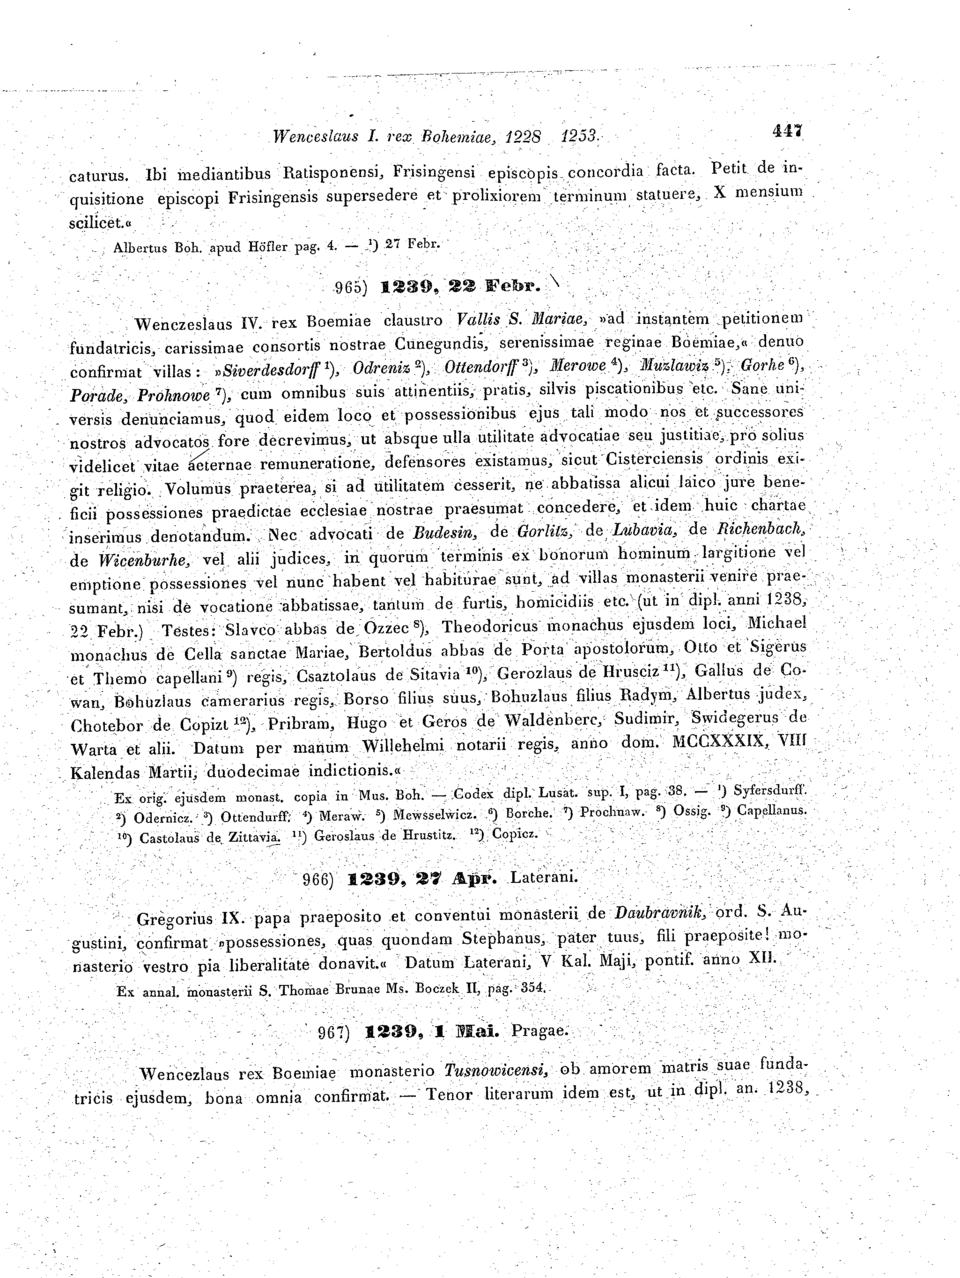 Wenceslaus I. rex Bohemiae, 1228 1253. 447
caturus. Ibi mediantibus Ratisponensi, Frisingensi episcopis concordia facta. Petit de in-
quisitione episcopi Frisingensis supersedere et prolixiorem terminum statuere, X mensium
scilicet.«
Albertus Boh. apud Höfler pag. 4. — ¹) 27 Febr.
965) 1239, 22 Febr.
Wenczeslaus IV. rex Boemiae claustro Vallis S. Mariae, »ad instantem petitionem
fundatricis, carissimae consortis nostrae Cunegundis, serenissimae reginae Boemiae,« denuo
confirmat villas: »Siverdesdorff ¹), Odreniz ²), Ottendorff ³), Merowe ⁴), Muzlawiz ⁵), Gorhe ⁶),
Porade, Prohnowe ⁷), cum omnibus suis attinentiis, pratis, silvis piscationibus etc. Sane uni-
versis denunciamus, quod eidem loco et possessionibus ejus tali modo nos et successores
nostros advocatos fore decrevimus, ut absque ulla utilitate advocatiae seu justitiae, pro solius
videlicet vitae aeternae remuneratione, defensores existamus, sicut Cisterciensis ordinis exi-
git religio. Volumus praeterea, si ad utilitatem cesserit, ne abbatissa alicui laico jure bene-
ficii possessiones praedictae ecclesiae nostrae praesumat concedere, et idem huic chartae
inserimus denotandum. Nec advocati de Budesin, de Gorlitz, de Lubavia, de Richenbach,
de Wicenburhe, vel alii judices, in quorum terminis ex bonorum hominum largitione vel
emptione possessiones vel nunc habent vel habiturae sunt, ad villas monasterii venire prae-
sumant, nisi de vocatione abbatissae, tantum de furtis, homicidiis etc. (ut in dipl. anni 1238,
22 Febr.) Testes: Slavco abbas de Ozzec ⁸), Theodoricus monachus ejusdem loci, Michael
monachus de Cella sanctae Mariae, Bertoldus abbas de Porta apostolorum, Otto et Sigerus
et Themo capellani ⁹) regis, Csaztolaus de Sitavia ¹⁰), Gerozlaus de Hrusciz ¹¹), Gallus de Co-
wan, Bohuzlaus camerarius regis, Borso filius suus, Bohuzlaus filius Radym, Albertus judex,
Chotebor de Copizt ¹²), Pribram, Hugo et Geros de Waldenberc, Sudimir, Swidegerus de
Warta et alii. Datum per manum Willehelmi notarii regis, anno dom. MCCXXXIX, VIII
Kalendas Martii, duodecimae indictionis.«
Ex orig. ejusdem monast. copia in Mus. Boh. — Codex dipl. Lusat. sup. I, pag. 38. — ¹) Syfersdurff.
²) Odernicz. ³) Ottendurff. ⁴) Meraw. ⁵) Mewsselwicz. ⁶) Borche. ⁷) Prochnaw. ⁸) Ossig. ⁹) Capellanus.
¹⁰) Castolaus de Zittavia. ¹¹) Geroslaus de Hrustitz. ¹²) Copicz.
966) 1239, 27 Apr. Laterani.
Gregorius IX. papa praeposito et conventui monasterii de Daubravnik, ord. S. Au-
gustini, confirmat »possessiones, quas quondam Stephanus, pater tuus, fili praeposite! mo-
nasterio vestro pia liberalitate donavit.« Datum Laterani, V Kal. Maji, pontif. anno XII.
Ex annal. monasterii S. Thomae Brunae Ms. Boczek II, pag. 354.
967) 1239, 1 Mai. Pragae.
Wencezlaus rex Boemiae monasterio Tusnowicensi, ob amorem matris suae funda-
tricis ejusdem, bona omnia confirmat. — Tenor literarum idem est, ut in dipl. an. 1238,